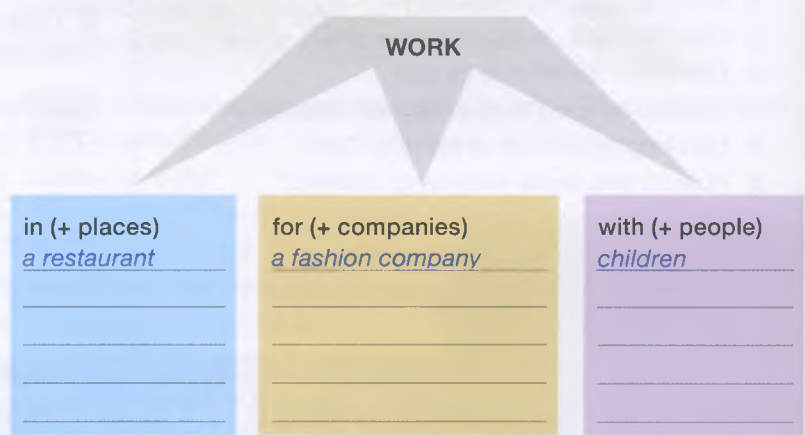 WORK
in (+ places)
a restaurant
for (+ companies)
a fashion company
with (+ people)
children